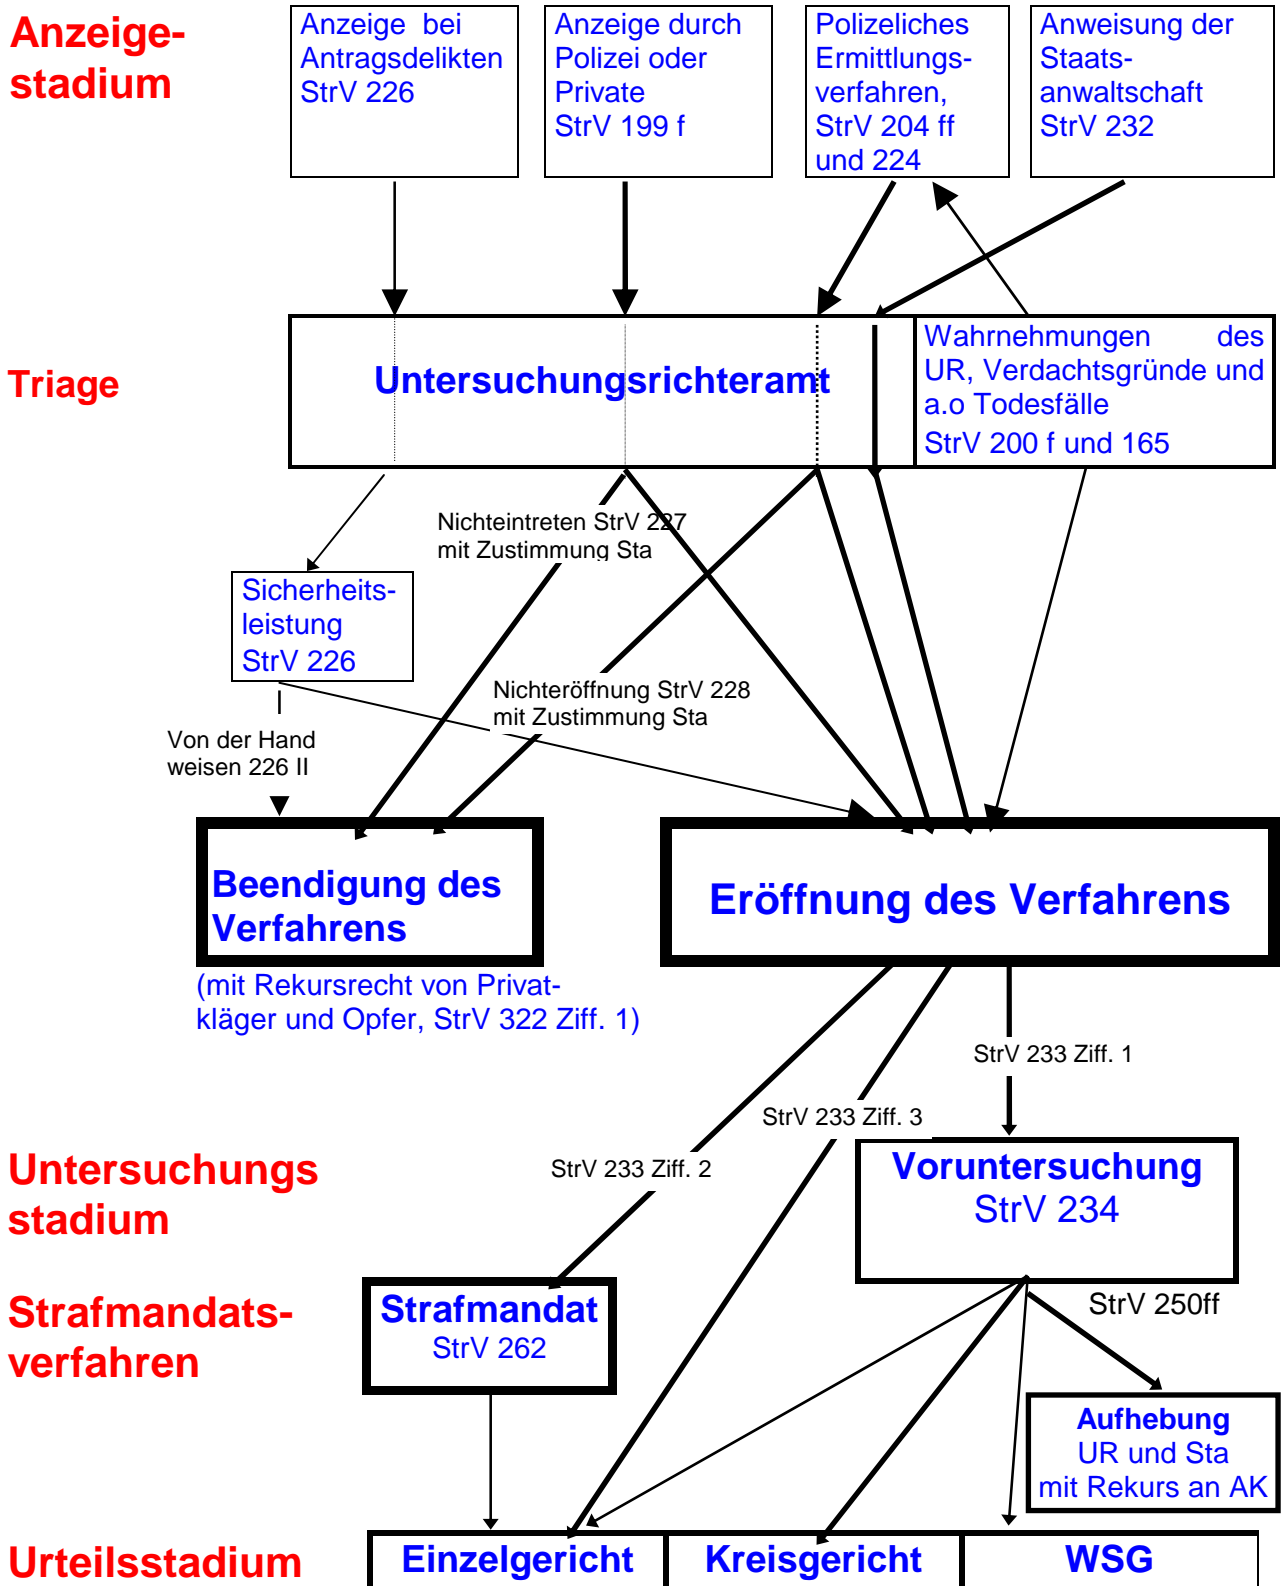 Anzeige-
stadium
Anzeige bei
Antragsdelikten
StrV 226
Anzeige durch
Polizei oder
Private
StrV 199 f
Polizeliches
Ermittlungs-
verfahren,
StrV 204 ff
und 224
Anweisung der
Staats-
anwaltschaft
StrV 232
Triage
Untersuchungsrichteramt
Wahrnehmungen des
UR, Verdachtsgründe und
a.o Todesfälle
StrV 200 f und 165
Nichteintreten StrV 227
mit Zustimmung Sta
Sicherheits-
leistung
StrV 226
Nichteröffnung StrV 228
mit Zustimmung Sta
Von der Hand
weisen 226 II
Beendigung des
Verfahrens
Eröffnung des Verfahrens
(mit Rekursrecht von Privat-
kläger und Opfer, StrV 322 Ziff. 1)
StrV 233 Ziff. 1
StrV 233 Ziff. 3
StrV 233 Ziff. 2
Untersuchungs
stadium
Voruntersuchung
StrV 234
Strafmandats-
verfahren
Strafmandat
StrV 262
StrV 250ff
Aufhebung
UR und Sta
mit Rekurs an AK
Urteilsstadium
Einzelgericht
Kreisgericht
WSG